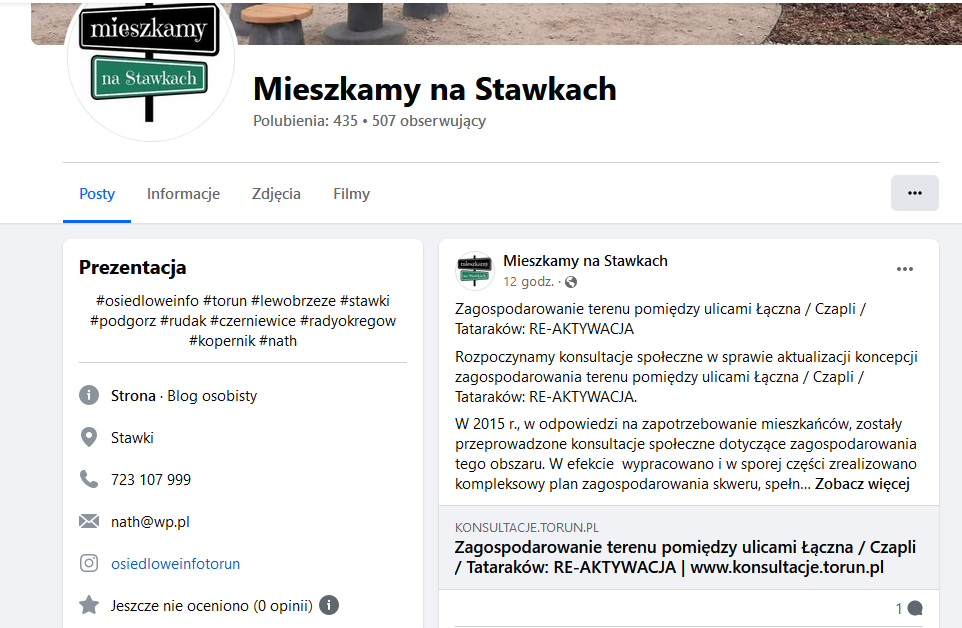 mieszkamy
na Stawkach
Mieszkamy na Stawkach
Polubienia: 435 • 507 obserwujący
Posty
Informacje
Zdjęcia
Filmy
Prezentacja
#osiedloweinfo #torun #lewobrzeze #stawki
#podgorz #rudak #czerniewice #radyokregow
#kopernik #nath
Strona · Blog osobisty
Stawki
723 107 999
nath@wp.pl
osiedloweinfotorun
Jeszcze nie oceniono (0 opinii)
mieszkamy
na Stawkach
Mieszkamy na Stawkach
12 godz. ·
Zagospodarowanie terenu pomiędzy ulicami Łączna / Czapli /
Tataraków: RE-AKTYWACJA
Rozpoczynamy konsultacje społeczne w sprawie aktualizacji koncepcji
zagospodarowania terenu pomiędzy ulicami Łączna / Czapli /
Tataraków: RE-AKTYWACJA.
W 2015 r., w odpowiedzi na zapotrzebowanie mieszkańców, zostały
przeprowadzone konsultacje społeczne dotyczące zagospodarowania
tego obszaru. W efekcie  wypracowano i w sporej części zrealizowano
kompleksowy plan zagospodarowania skweru, spełn... Zobacz więcej
KONSULTACJE.TORUN.PL
Zagospodarowanie terenu pomiędzy ulicami Łączna / Czapli
/ Tataraków: RE-AKTYWACJA | www.konsultacje.torun.pl
1